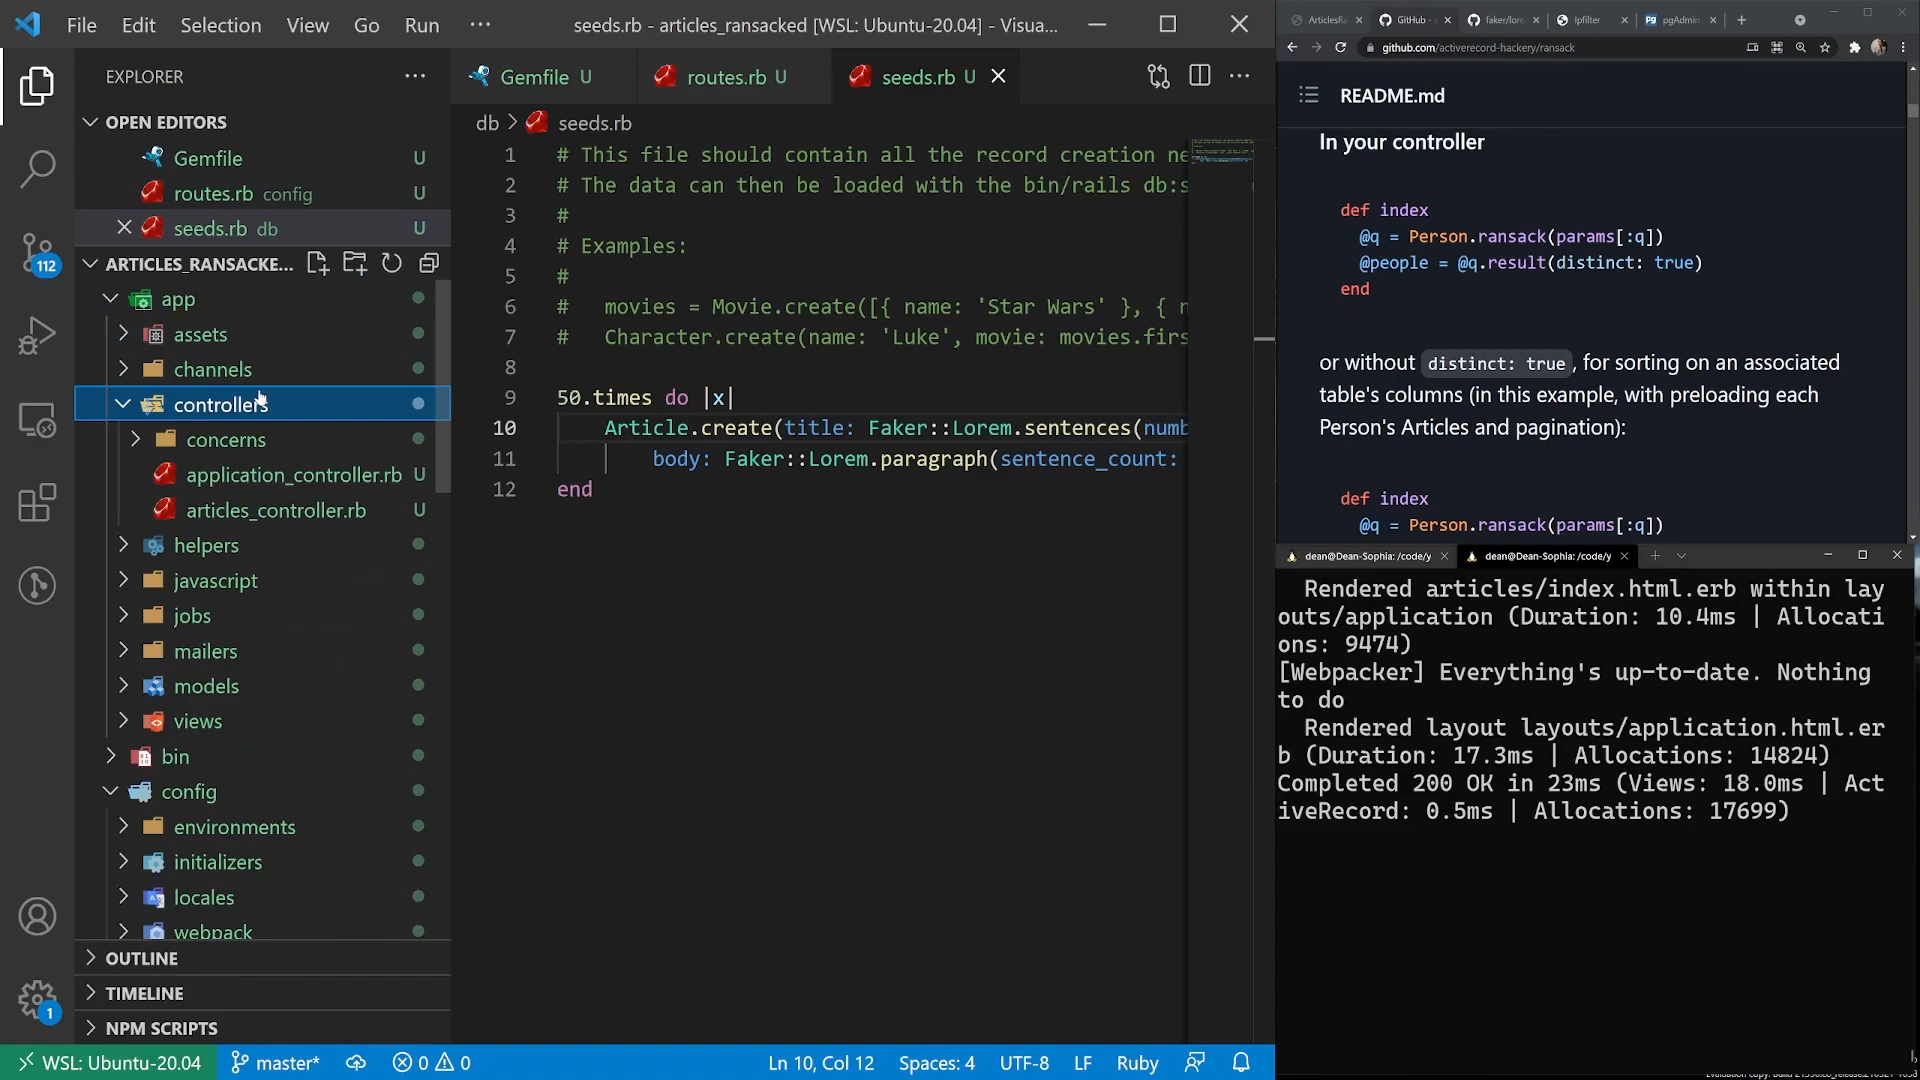 File Edit Selection View Go Run ···
seeds.rb - articles_ransacked [WSL: Ubuntu-20.04] - Visua...
EXPLORER
OPEN EDITORS
Gemfile U
routes.rb config U
seeds.rb db U
ARTICLES_RANSACKE...
app
assets
channels
controllers
concerns
application_controller.rb U
articles_controller.rb U
helpers
javascript
jobs
mailers
models
views
bin
config
environments
initializers
locales
webpack
OUTLINE
TIMELINE
NPM SCRIPTS
112
1
Gemfile U routes.rb U seeds.rb U
db > seeds.rb
1 # This file should contain all the record creation ne
2 # The data can then be loaded with the bin/rails db:s
3 #
4 # Examples:
5 #
6 # movies = Movie.create([{ name: 'Star Wars' }, { n
7 # Character.create(name: 'Luke', movie: movies.firs
8
9 50.times do |x|
10 Article.create(title: Faker::Lorem.sentences(numb
11 body: Faker::Lorem.paragraph(sentence_count:
12 end
WSL: Ubuntu-20.04 master* 0 0 Ln 10, Col 12 Spaces: 4 UTF-8 LF Ruby
ArticlesRa GitHub - a faker/lore lpfilter pgAdmin
github.com/activerecord-hackery/ransack
README.md
In your controller
def index
@q = Person.ransack(params[:q])
@people = @q.result(distinct: true)
end
or without distinct: true, for sorting on an associated
table's columns (in this example, with preloading each
Person's Articles and pagination):
def index
@q = Person.ransack(params[:q])
dean@Dean-Sophia: /code/y dean@Dean-Sophia: /code/y
Rendered articles/index.html.erb within lay
outs/application (Duration: 10.4ms | Allocati
ons: 9474)
[Webpacker] Everything's up-to-date. Nothing
to do
Rendered layout layouts/application.html.er
b (Duration: 17.3ms | Allocations: 14824)
Completed 200 OK in 23ms (Views: 18.0ms | Act
iveRecord: 0.5ms | Allocations: 17699)